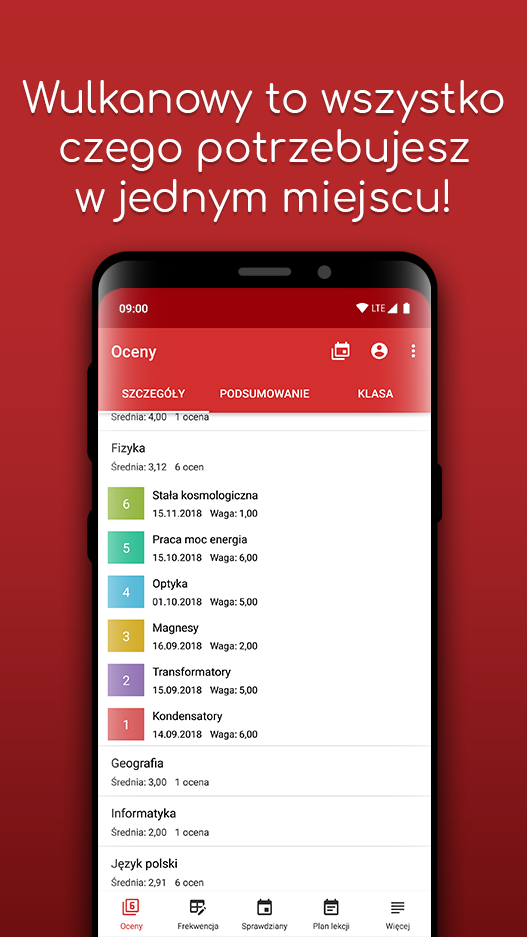 Wulkanowy to wszystko
czego potrzebujesz
w jednym miejscu!
09:00 LTE
Oceny
SZCZEGÓŁY PODSUMOWANIE KLASA
Średnia: 4,00 1 ocena
Fizyka
Średnia: 3,12 6 ocen
6 Stała kosmologiczna
15.11.2018 Waga: 1,00
5 Praca moc energia
15.10.2018 Waga: 6,00
4 Optyka
01.10.2018 Waga: 5,00
3 Magnesy
16.09.2018 Waga: 2,00
2 Transformatory
15.09.2018 Waga: 5,00
1 Kondensatory
14.09.2018 Waga: 6,00
Geografia
Średnia: 3,00 1 ocena
Informatyka
Średnia: 2,00 1 ocena
Język polski
Średnia: 2,91 6 ocen
6
Oceny Frekwencja Sprawdziany Plan lekcji Więcej